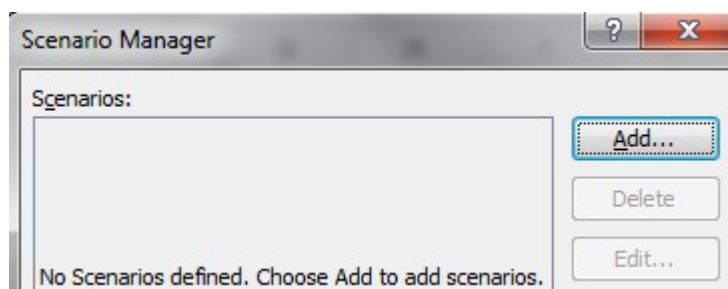 Scenario Manager
Scenarios:
Add...
Delete
Edit...
No Scenarios defined. Choose Add to add scenarios.